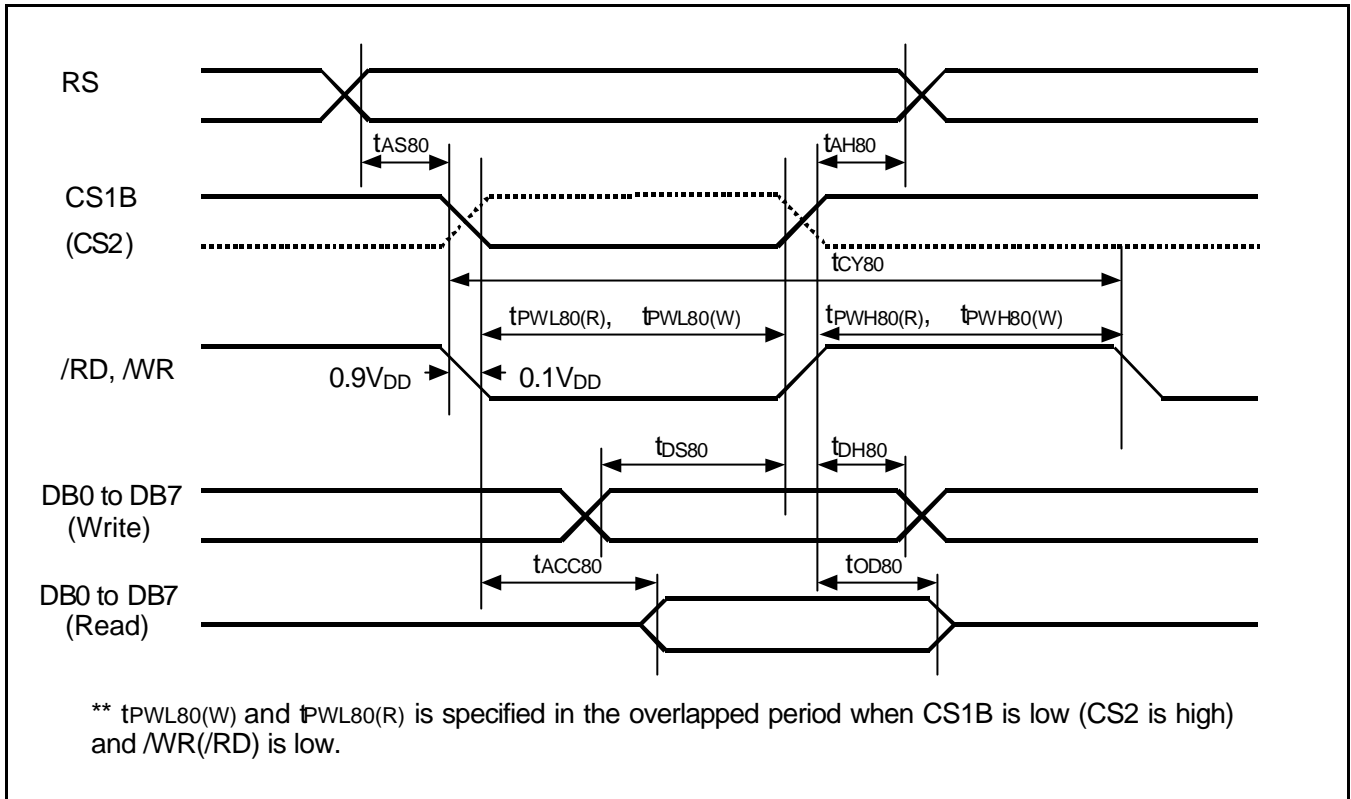 RS
tAS80
tAH80
CS1B
(CS2)
tCY80
tPWL80(R), tPWL80(W)
tPWH80(R), tPWH80(W)
/RD, /WR
0.9VDD
0.1VDD
tDS80
tDH80
DB0 to DB7
(Write)
tACC80
tOD80
DB0 to DB7
(Read)
** tPWL80(W) and tPWL80(R) is specified in the overlapped period when CS1B is low (CS2 is high)
and /WR(/RD) is low.